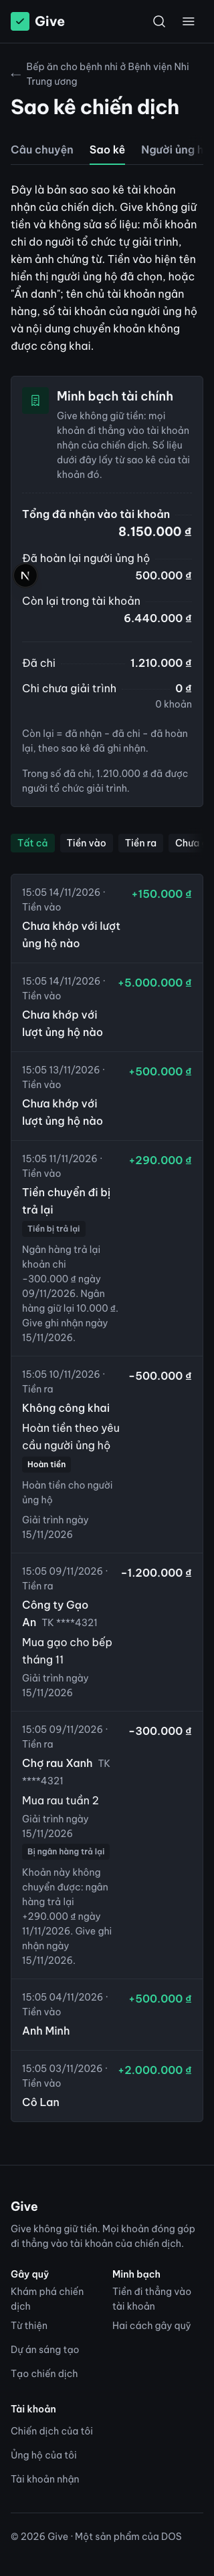 Give
← Bếp ăn cho bệnh nhi ở Bệnh viện Nhi
Trung ương
Sao kê chiến dịch
Câu chuyện Sao kê Người ủng h
Đây là bản sao sao kê tài khoản
nhận của chiến dịch. Give không giữ
tiền và không sửa số liệu: mỗi khoản
chi do người tổ chức tự giải trình,
kèm ảnh chứng từ. Tiền vào hiện tên
hiển thị người ủng hộ đã chọn, hoặc
"Ẩn danh"; tên chủ tài khoản ngân
hàng, số tài khoản của người ủng hộ
và nội dung chuyển khoản không
được công khai.
Minh bạch tài chính
Give không giữ tiền: mọi
khoản đi thẳng vào tài khoản
nhận của chiến dịch. Số liệu
dưới đây lấy từ sao kê của tài
khoản đó.
Tổng đã nhận vào tài khoản
8.150.000 ₫
Đã hoàn lại người ủng hộ
500.000 ₫
Còn lại trong tài khoản
6.440.000 ₫
Đã chi 1.210.000 ₫
Chi chưa giải trình 0 ₫
0 khoản
Còn lại = đã nhận − đã chi − đã hoàn
lại, theo sao kê đã ghi nhận.
Trong số đã chi, 1.210.000 ₫ đã được
người tổ chức giải trình.
Tất cả Tiền vào Tiền ra Chưa
15:05 14/11/2026 · +150.000 ₫
Tiền vào
Chưa khớp với lượt
ủng hộ nào
15:05 14/11/2026 · +5.000.000 ₫
Tiền vào
Chưa khớp với
lượt ủng hộ nào
15:05 13/11/2026 · +500.000 ₫
Tiền vào
Chưa khớp với
lượt ủng hộ nào
15:05 11/11/2026 · +290.000 ₫
Tiền vào
Tiền chuyển đi bị
trả lại
Tiền bị trả lại
Ngân hàng trả lại
khoản chi
−300.000 ₫ ngày
09/11/2026. Ngân
hàng giữ lại 10.000 ₫.
Give ghi nhận ngày
15/11/2026.
15:05 10/11/2026 · −500.000 ₫
Tiền ra
Không công khai
Hoàn tiền theo yêu
cầu người ủng hộ
Hoàn tiền
Hoàn tiền cho người
ủng hộ
Giải trình ngày
15/11/2026
15:05 09/11/2026 · −1.200.000 ₫
Tiền ra
Công ty Gạo
An TK ****4321
Mua gạo cho bếp
tháng 11
Giải trình ngày
15/11/2026
15:05 09/11/2026 · −300.000 ₫
Tiền ra
Chợ rau Xanh TK
****4321
Mua rau tuần 2
Giải trình ngày
15/11/2026
Bị ngân hàng trả lại
Khoản này không
chuyển được: ngân
hàng trả lại
+290.000 ₫ ngày
11/11/2026. Give ghi
nhận ngày
15/11/2026.
15:05 04/11/2026 · +500.000 ₫
Tiền vào
Anh Minh
15:05 03/11/2026 · +2.000.000 ₫
Tiền vào
Cô Lan
Give
Give không giữ tiền. Mọi khoản đóng góp
đi thẳng vào tài khoản của chiến dịch.
Gây quỹ Minh bạch
Khám phá chiến Tiền đi thẳng vào
dịch tài khoản
Từ thiện Hai cách gây quỹ
Dự án sáng tạo
Tạo chiến dịch
Tài khoản
Chiến dịch của tôi
Ủng hộ của tôi
Tài khoản nhận
© 2026 Give · Một sản phẩm của DOS